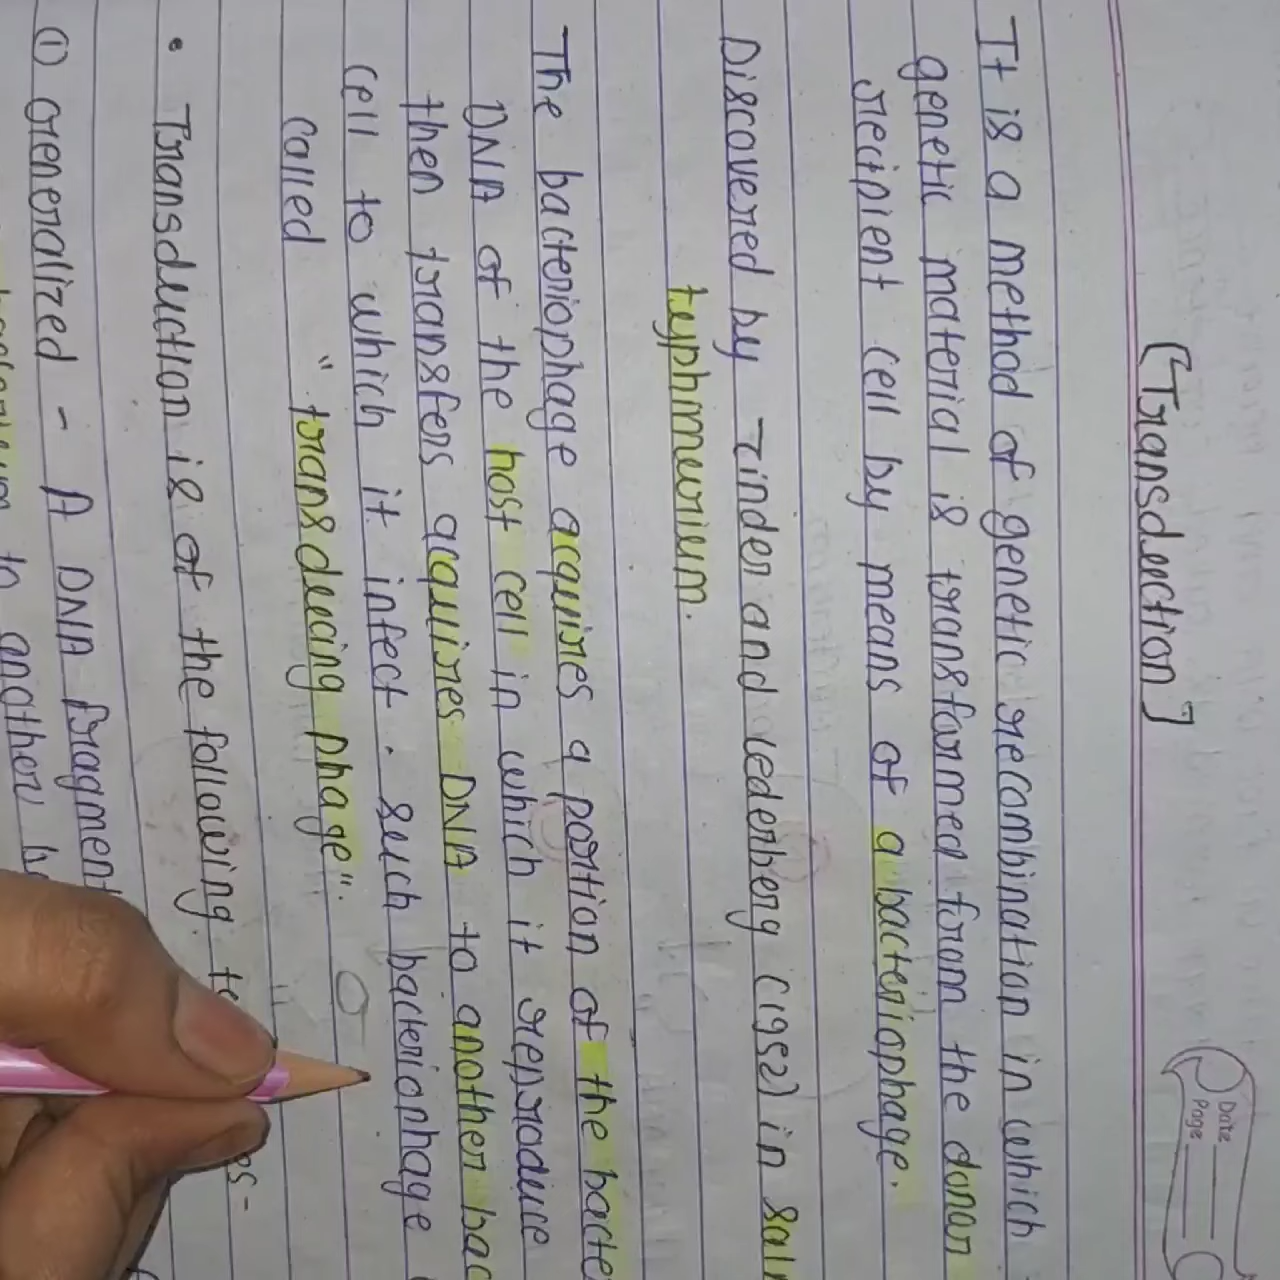 Date
Page
[Transduction]
It is a method of genetic recombination in which
genetic material is transformed from the donar
recipient cell by means of a bacteriophage.
Discovered by Zinder and Lederberg (1952) in
typhimurium.
The bacteriophage acquires a portion of the bacte
DNA of the host cell in which it reproduce
then transfers acquires DNA to another bac
cell to which it infect. such bacteriophage
called "transducing phage".
• Transduction is of the following
① Generalized - A DNA fragment
to another